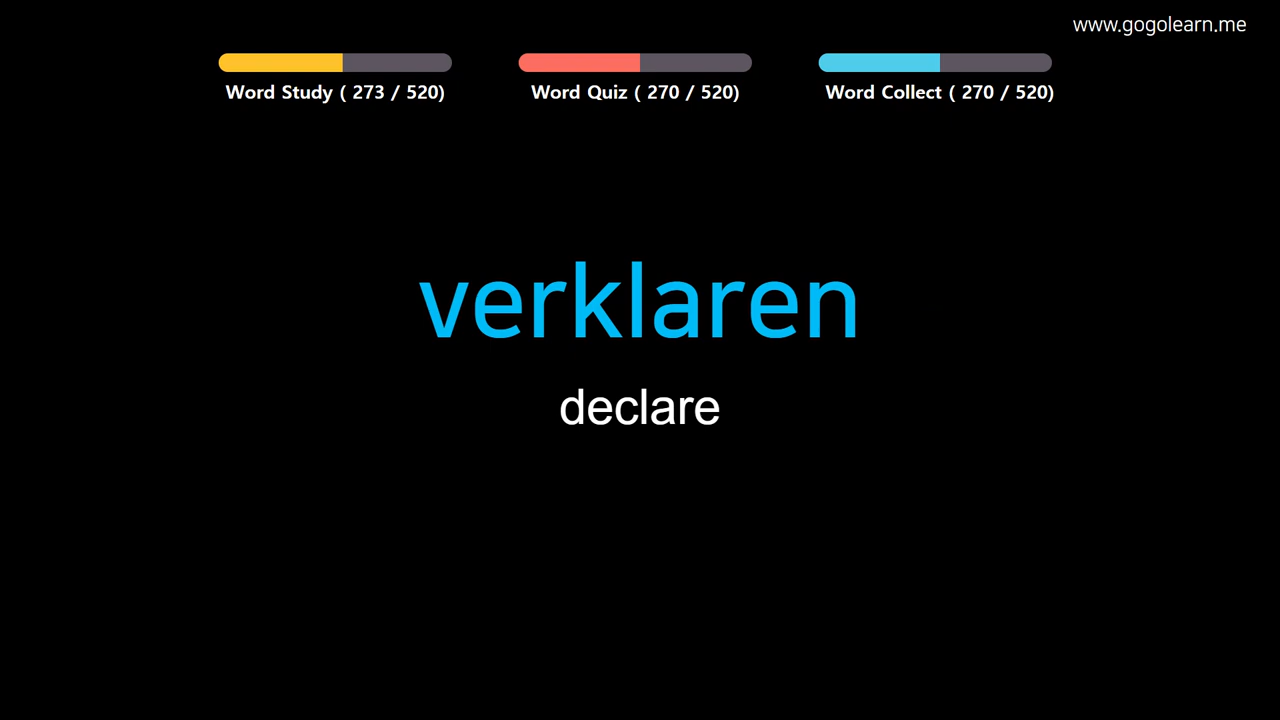 www.gogolearn.me
Word Study ( 273 / 520)
Word Quiz ( 270 / 520)
Word Collect ( 270 / 520)
verklaren
declare